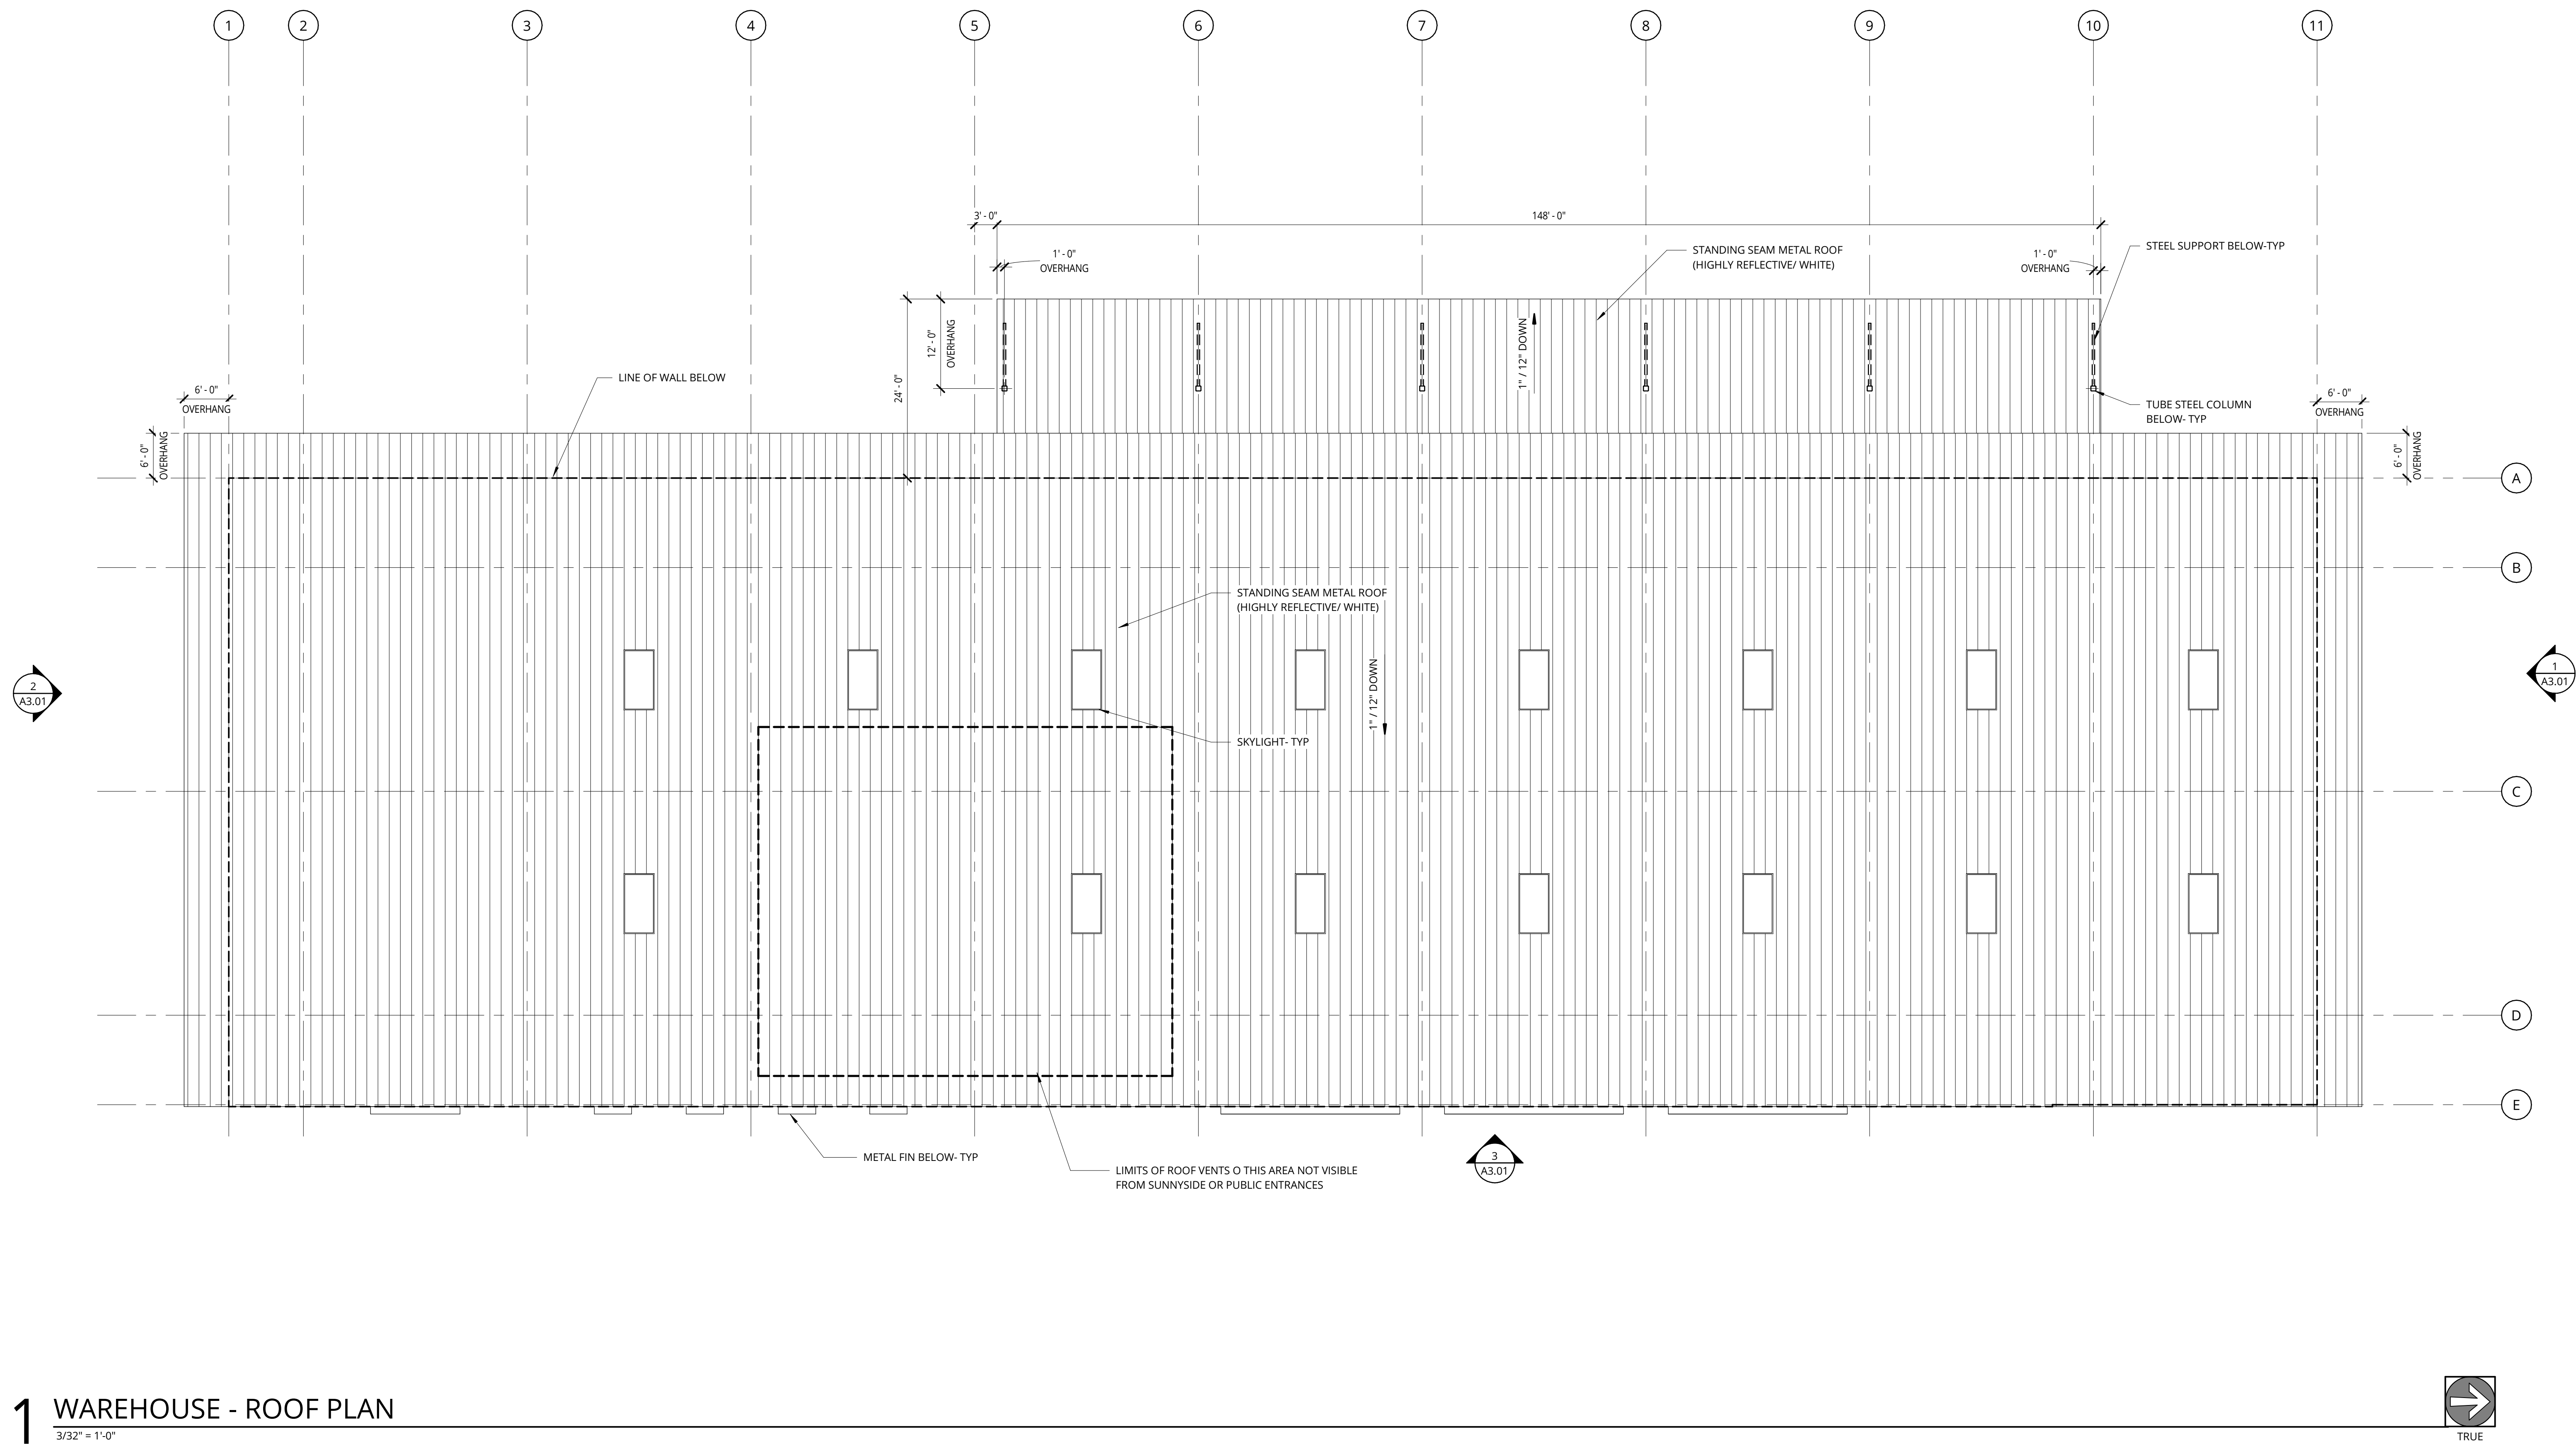 1
2
3
4
5
6
7
8
9
10
11
3' - 0"
148' - 0"
1' - 0"
OVERHANG
STANDING SEAM METAL ROOF
(HIGHLY REFLECTIVE/ WHITE)
1' - 0"
OVERHANG
STEEL SUPPORT BELOW-TYP
12' - 0"
OVERHANG
24' - 0"
1" / 12" DOWN
LINE OF WALL BELOW
6' - 0"
OVERHANG
6' - 0"
OVERHANG
TUBE STEEL COLUMN
BELOW- TYP
6' - 0"
OVERHANG
6' - 0"
OVERHANG
A
B
STANDING SEAM METAL ROOF
(HIGHLY REFLECTIVE/ WHITE)
2
A3.01
1
A3.01
1" / 12" DOWN
SKYLIGHT- TYP
C
D
E
METAL FIN BELOW- TYP
LIMITS OF ROOF VENTS O THIS AREA NOT VISIBLE
FROM SUNNYSIDE OR PUBLIC ENTRANCES
3
A3.01
1
WAREHOUSE - ROOF PLAN
3/32" = 1'-0"
TRUE